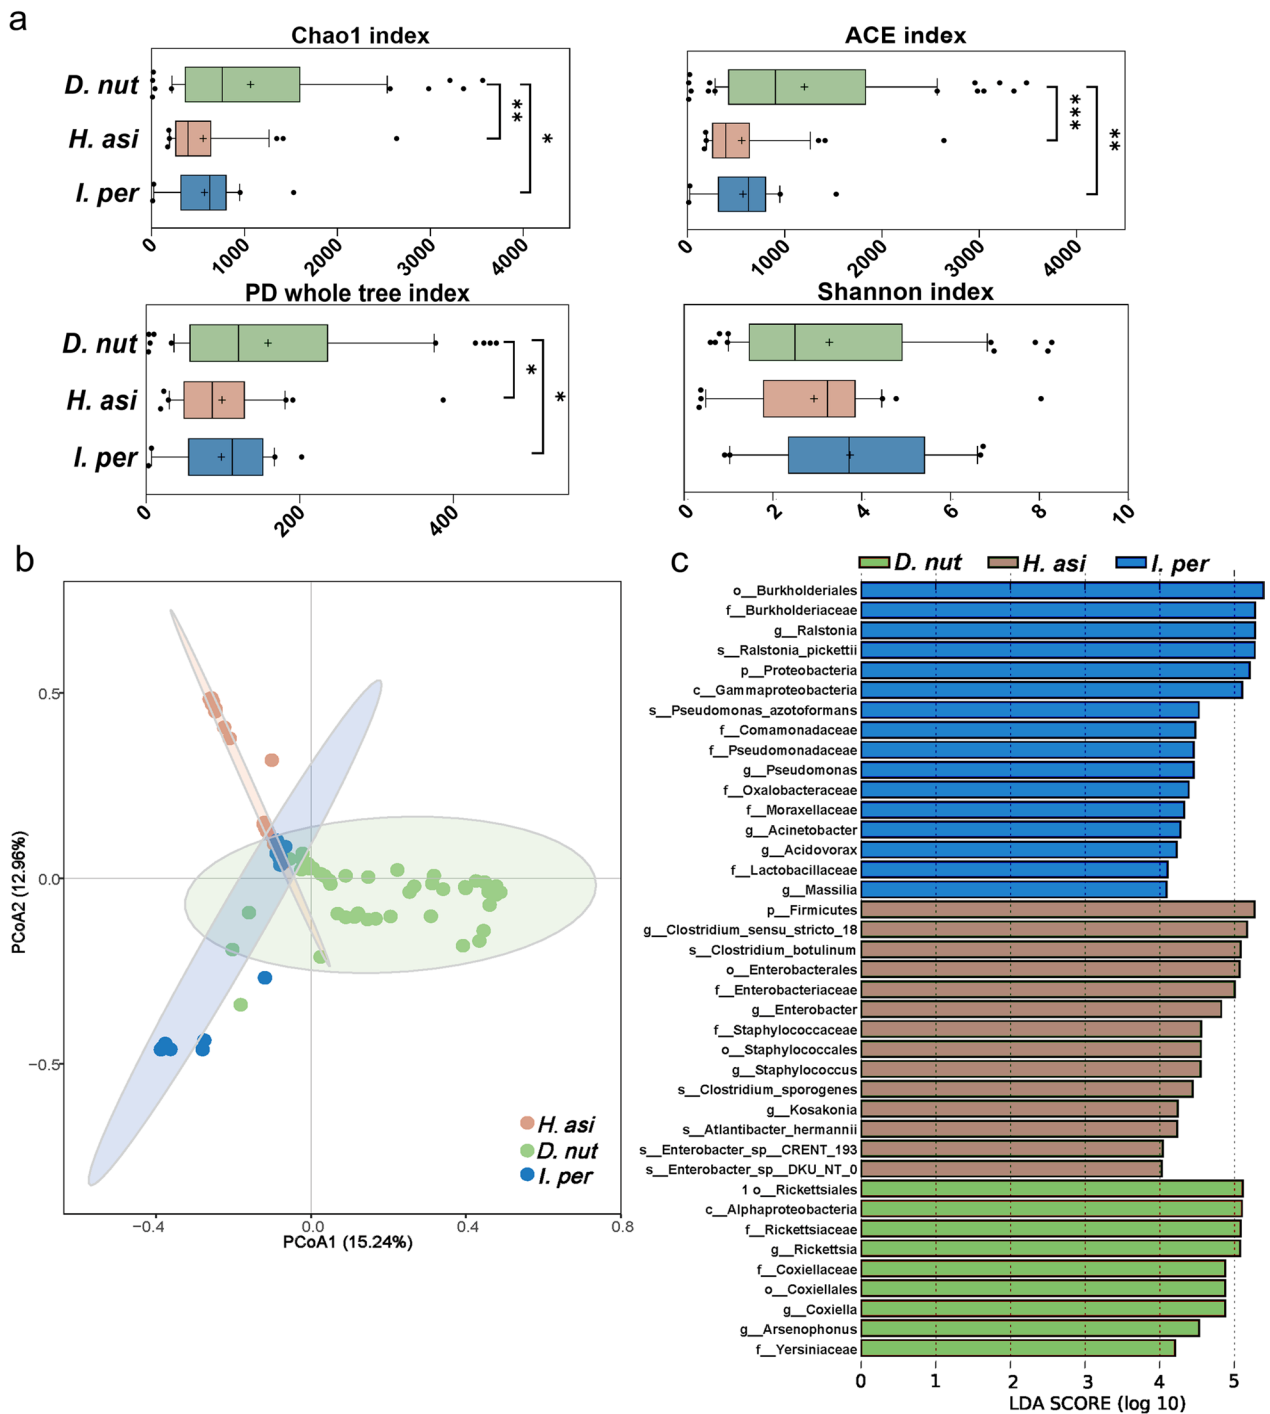 a
Chao1 index
D. nut
H. asi
I. per
**
*
0 1000 2000 3000 4000
ACE index
***
**
0 1000 2000 3000 4000
PD whole tree index
D. nut
H. asi
I. per
*
*
0 200 400
Shannon index
0 2 4 6 8 10
b
PCoA2 (12.96%)
0.5
0.0
−0.5
H. asi
D. nut
I. per
−0.4 0.0 0.4 0.8
PCoA1 (15.24%)
c
D. nut H. asi I. per
o__Burkholderiales
f__Burkholderiaceae
g__Ralstonia
s__Ralstonia_pickettii
p__Proteobacteria
c__Gammaproteobacteria
s__Pseudomonas_azotoformans
f__Comamonadaceae
f__Pseudomonadaceae
g__Pseudomonas
f__Oxalobacteraceae
f__Moraxellaceae
g__Acinetobacter
g__Acidovorax
f__Lactobacillaceae
g__Massilia
p__Firmicutes
g__Clostridium_sensu_stricto_18
s__Clostridium_botulinum
o__Enterobacterales
f__Enterobacteriaceae
g__Enterobacter
f__Staphylococcaceae
o__Staphylococcales
g__Staphylococcus
s__Clostridium_sporogenes
g__Kosakonia
s__Atlantibacter_hermannii
s__Enterobacter_sp__CRENT_193
s__Enterobacter_sp__DKU_NT_0
1 o__Rickettsiales
c__Alphaproteobacteria
f__Rickettsiaceae
g__Rickettsia
f__Coxiellaceae
o__Coxiellales
g__Coxiella
g__Arsenophonus
f__Yersiniaceae
0 1 2 3 4 5
LDA SCORE (log 10)